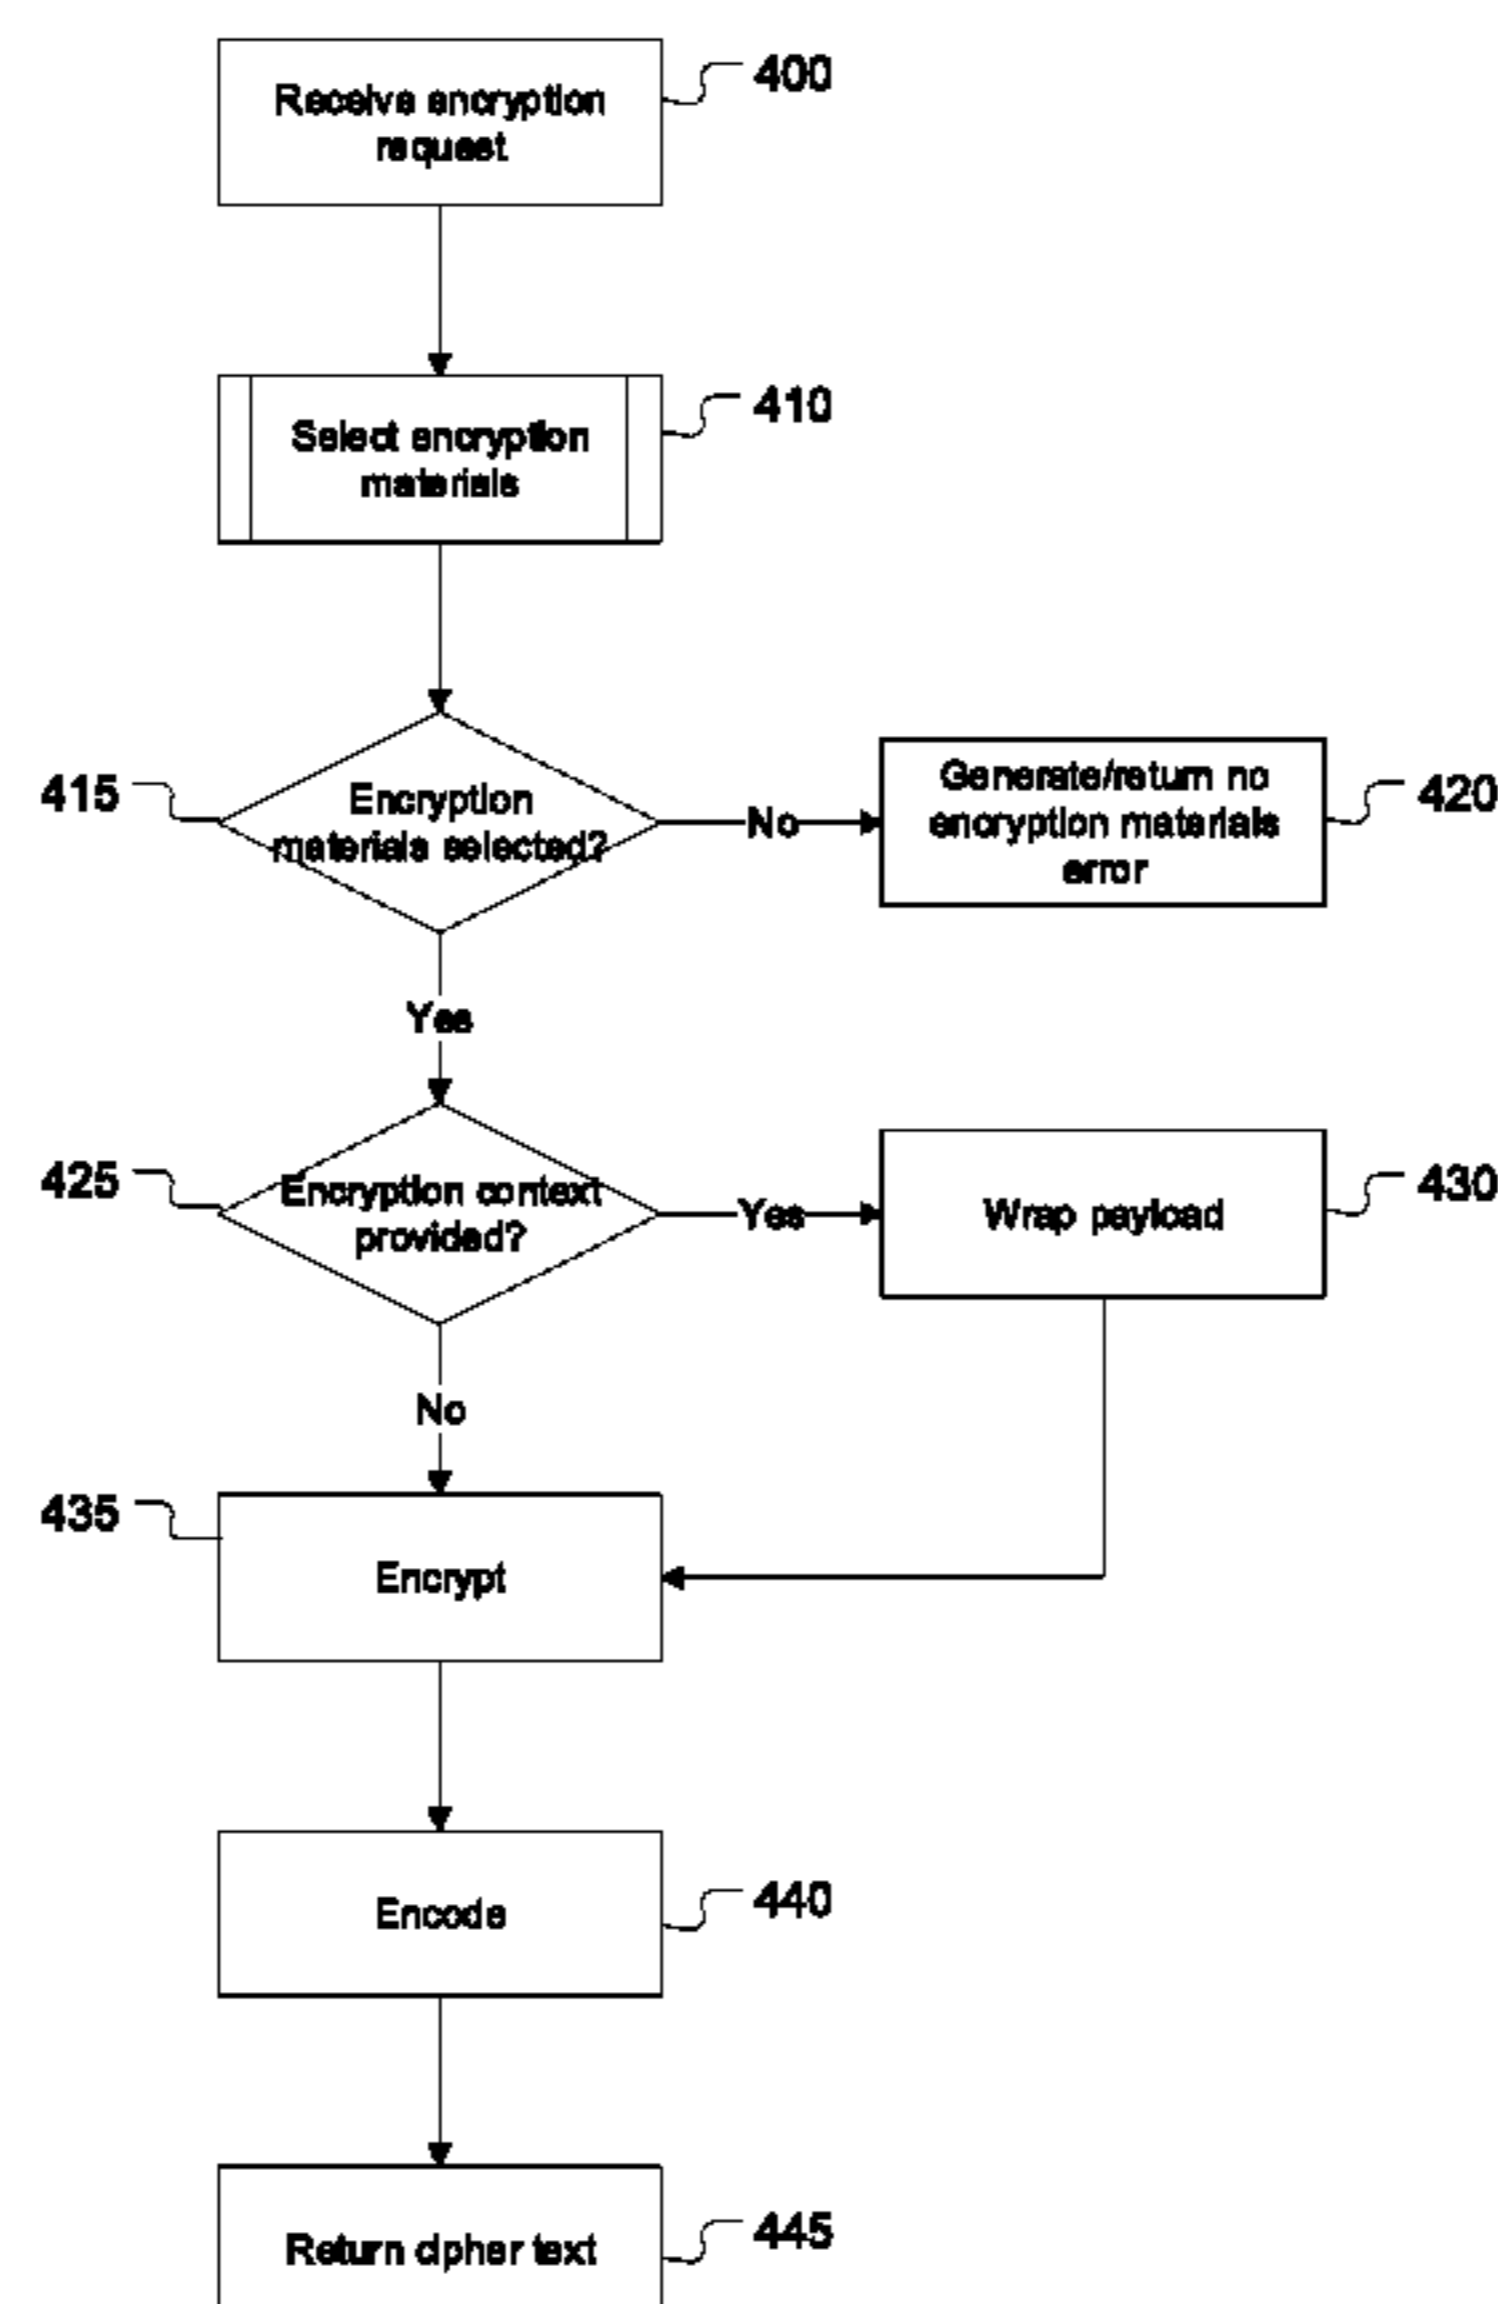 Receive encryption
request
400
Select encryption
materials
410
415
Encryption
materials selected?
No
Generate/return no
encryption materials
error
420
Yes
425
Encryption context
provided?
Yes
Wrap payload
430
No
435
Encrypt
Encode
440
Return cipher text
445